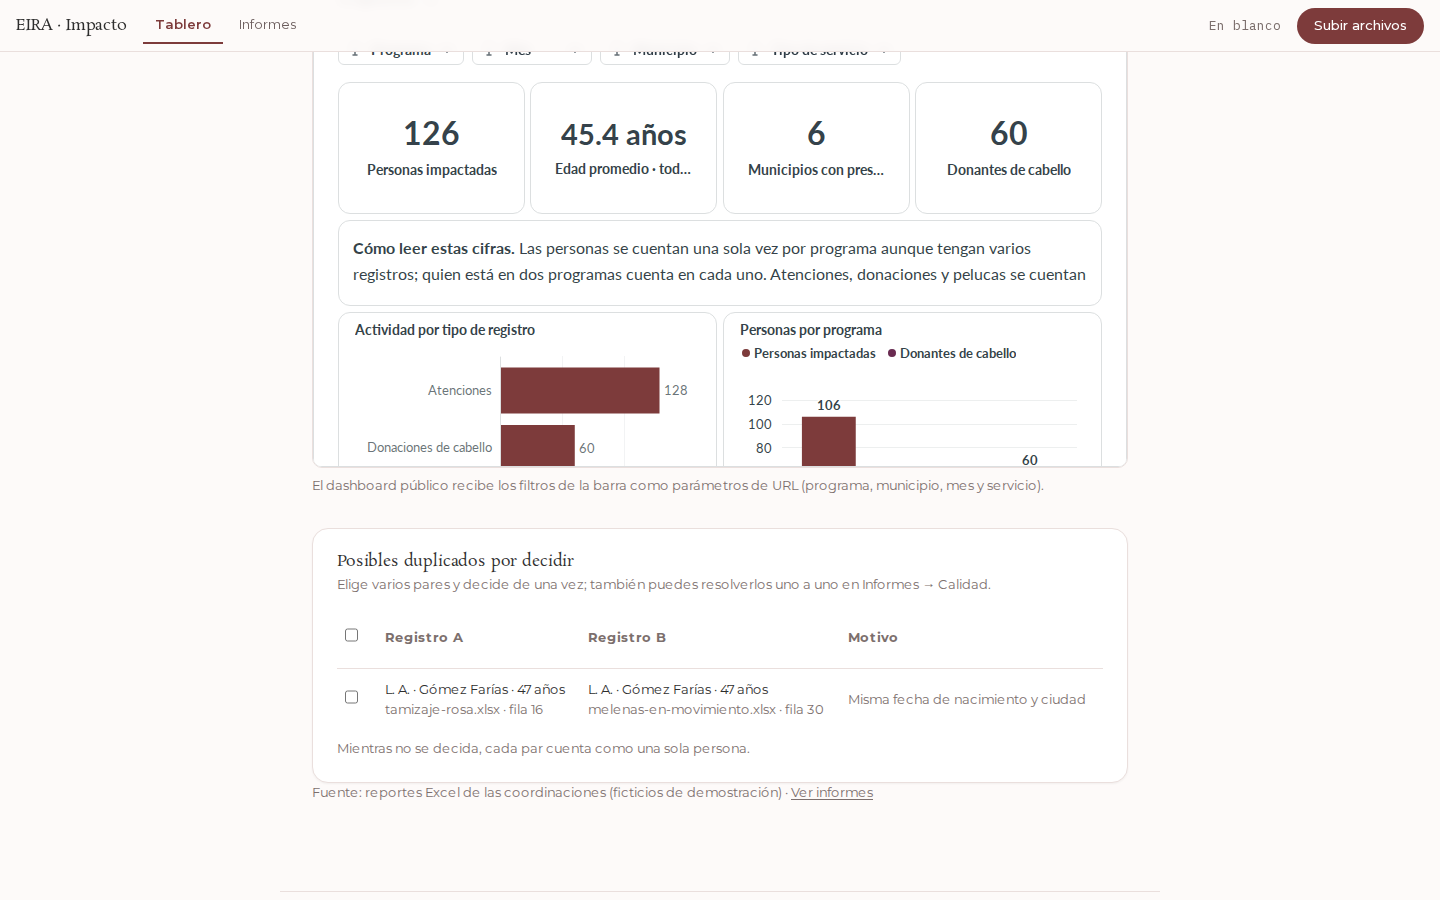 EIRA · Impacto
Tablero
Informes
En blanco
Subir archivos
Programa
Mes
Municipio
Tipo de servicio
126
Personas impactadas
45.4 años
Edad promedio · tod...
6
Municipios con pres...
60
Donantes de cabello
Cómo leer estas cifras. Las personas se cuentan una sola vez por programa aunque tengan varios
registros; quien está en dos programas cuenta en cada uno. Atenciones, donaciones y pelucas se cuentan
Actividad por tipo de registro
Atenciones
128
Donaciones de cabello
60
Personas por programa
Personas impactadas
Donantes de cabello
120
106
100
80
60
El dashboard público recibe los filtros de la barra como parámetros de URL (programa, municipio, mes y servicio).
Posibles duplicados por decidir
Elige varios pares y decide de una vez; también puedes resolverlos uno a uno en Informes → Calidad.
Registro A
Registro B
Motivo
L. A. · Gómez Farías · 47 años
tamizaje-rosa.xlsx · fila 16
L. A. · Gómez Farías · 47 años
melenas-en-movimiento.xlsx · fila 30
Misma fecha de nacimiento y ciudad
Mientras no se decida, cada par cuenta como una sola persona.
Fuente: reportes Excel de las coordinaciones (ficticios de demostración) · Ver informes